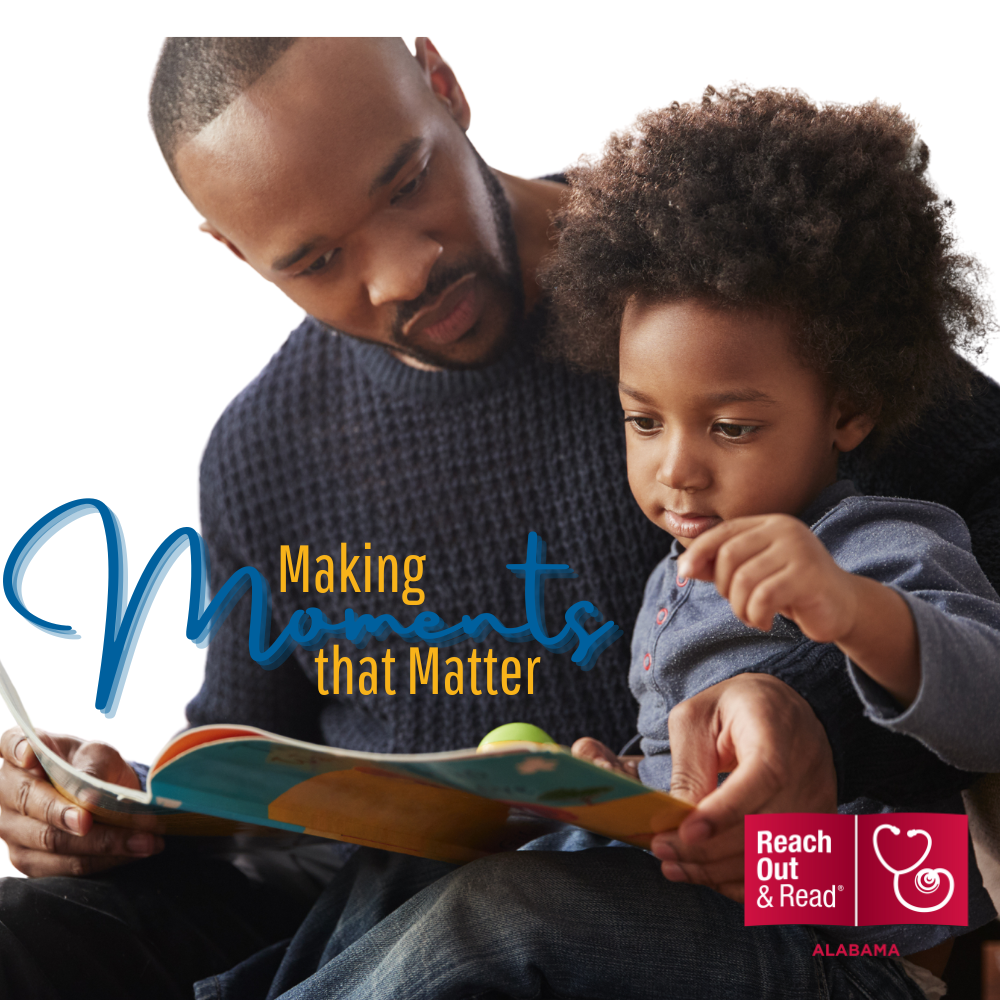 Making
Moments
that Matter
Reach
Out
& Read®
ALABAMA